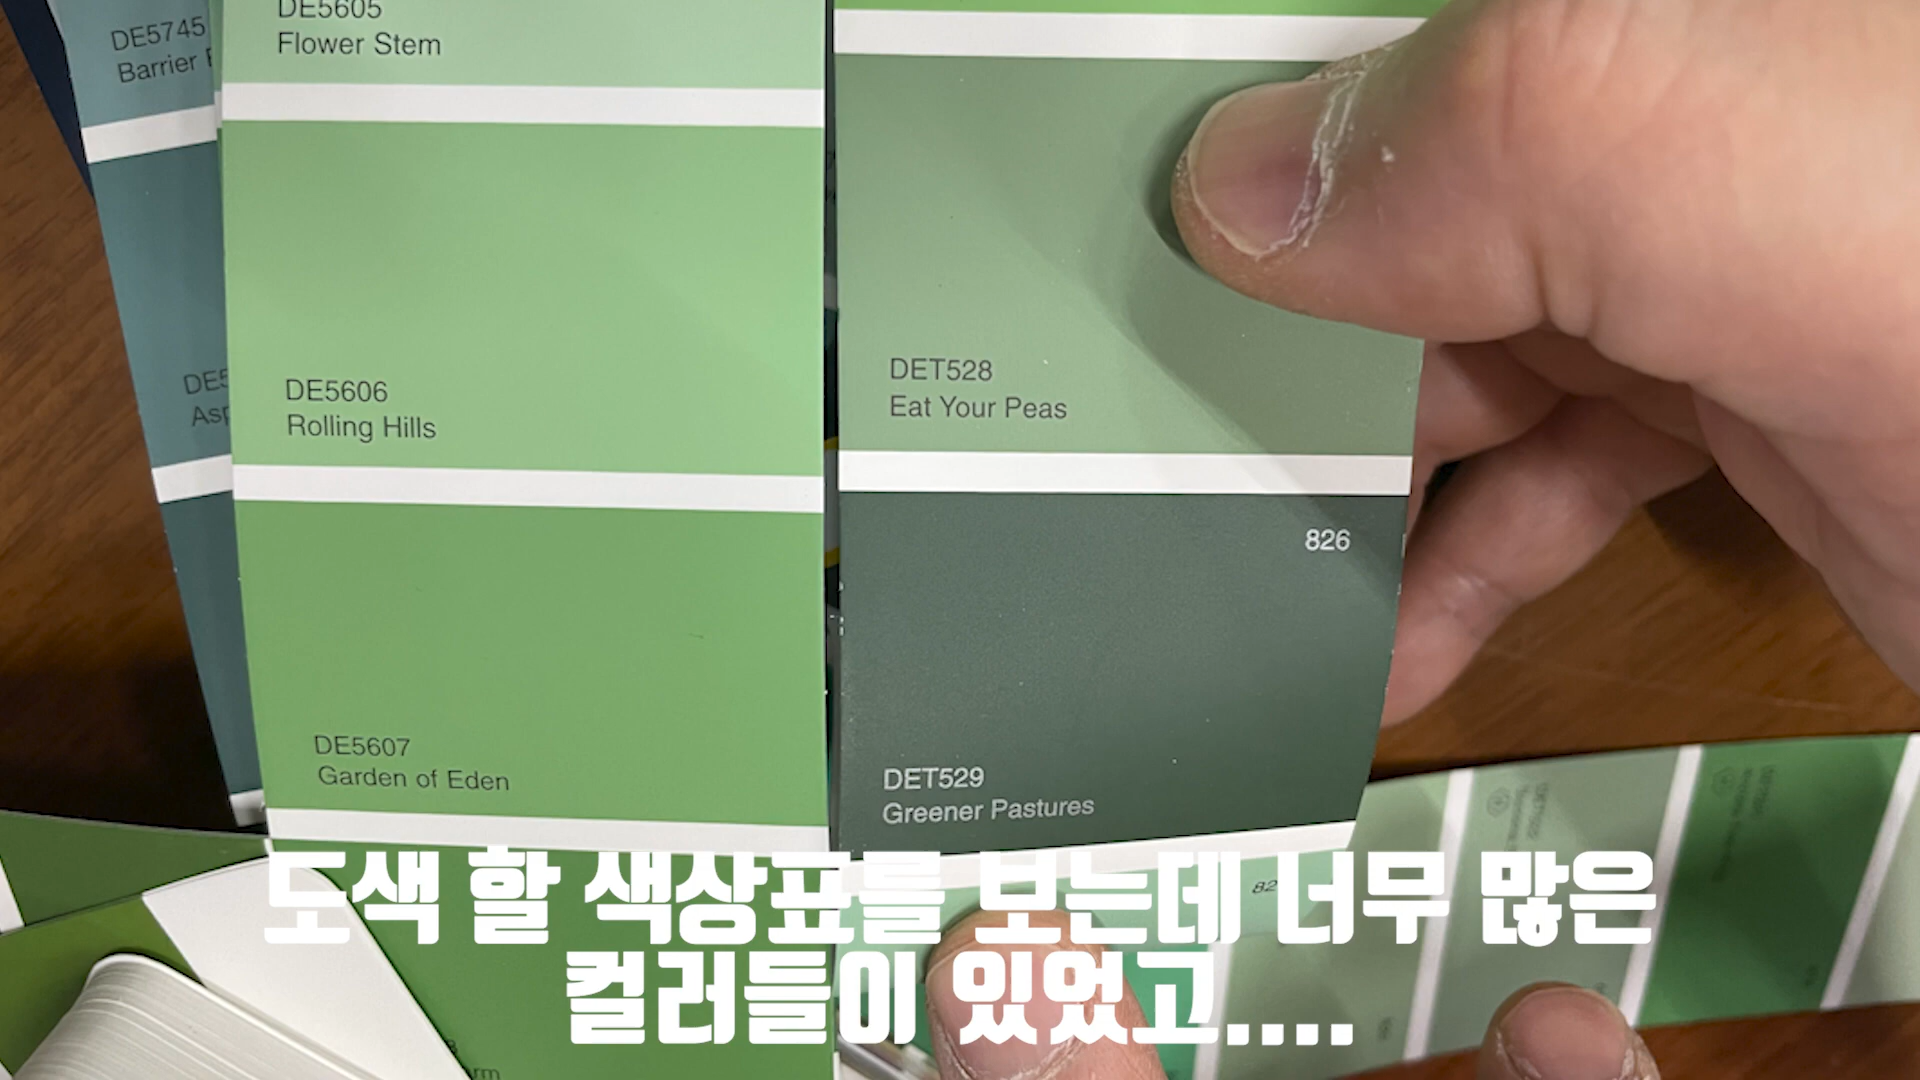 DE5745
Barrier
DE5605
Flower Stem
DE5606
Rolling Hills
DET528
Eat Your Peas
826
DE5607
Garden of Eden
DET529
Greener Pastures
도색 할 색상표를 보는데 너무 많은
컬러들이 있었고....